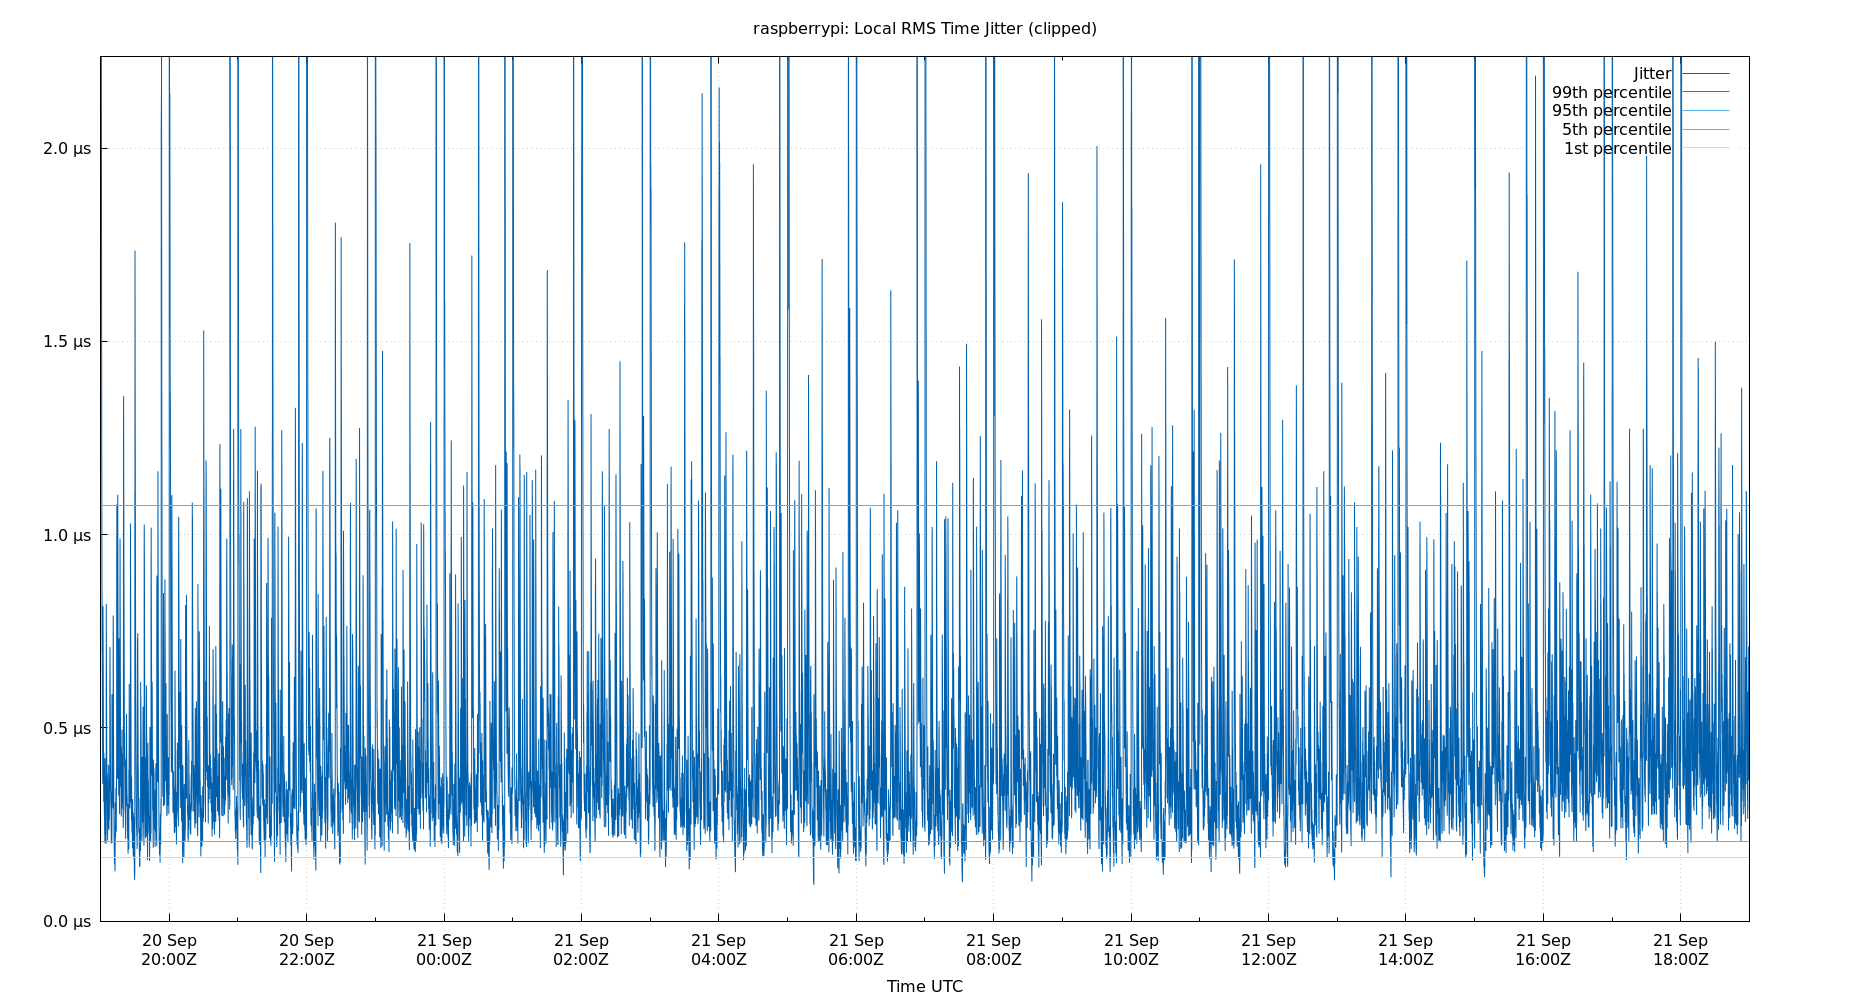 raspberrypi: Local RMS Time Jitter (clipped)
Jitter
99th percentile
95th percentile
5th percentile
1st percentile
2.0 µs
1.5 µs
1.0 µs
0.5 µs
0.0 µs
20 Sep 20 Sep 21 Sep 21 Sep 21 Sep 21 Sep 21 Sep 21 Sep 21 Sep 21 Sep 21 Sep 21 Sep
20:00Z 22:00Z 00:00Z 02:00Z 04:00Z 06:00Z 08:00Z 10:00Z 12:00Z 14:00Z 16:00Z 18:00Z
Time UTC